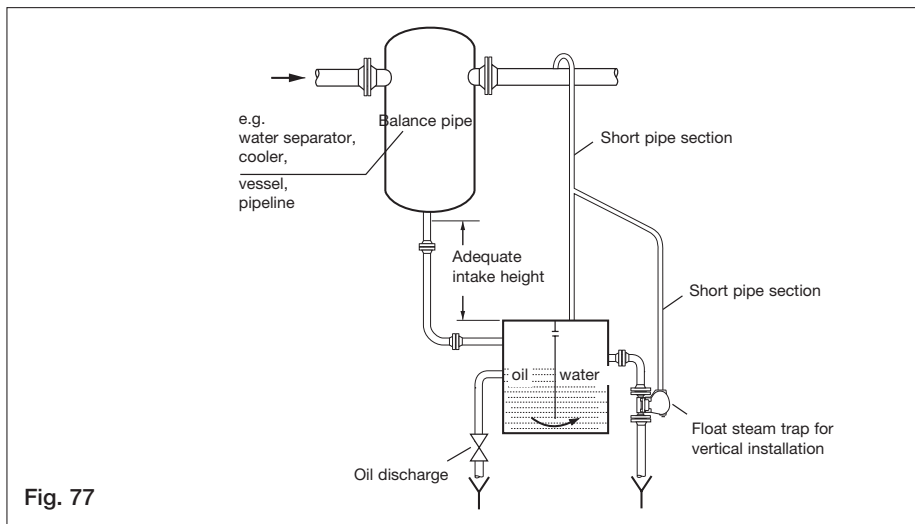 e.g.
water separator,
cooler,
vessel,
pipeline
Balance pipe
Short pipe section
Adequate
intake height
Short pipe section
oil
water
Float steam trap for
vertical installation
Oil discharge
Fig. 77